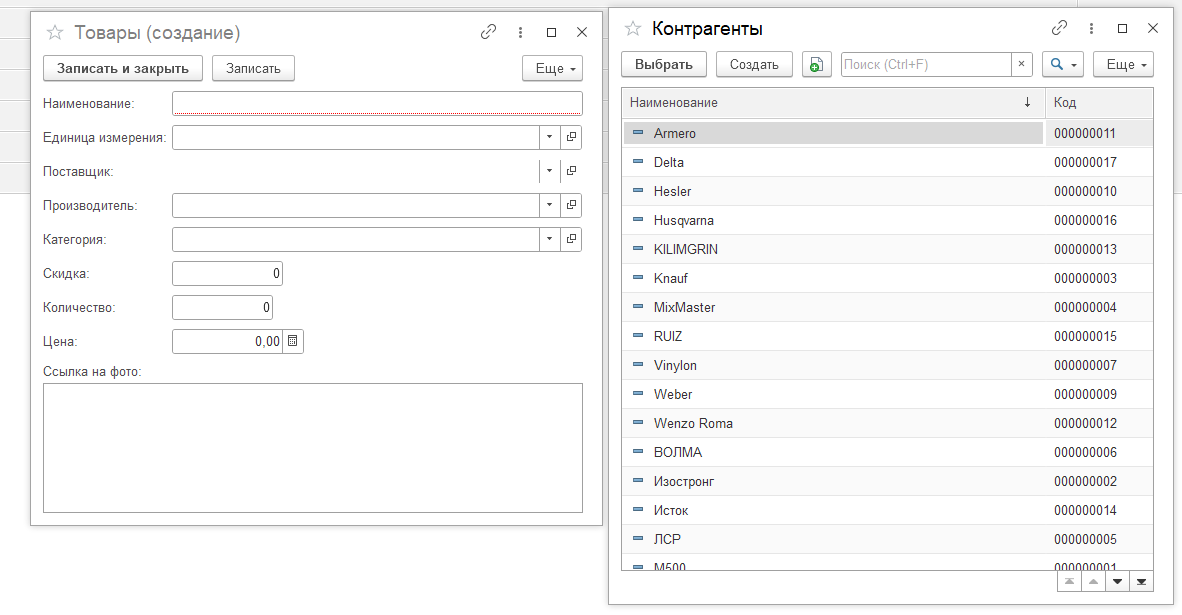 Товары (создание)
Записать и закрыть
Записать
Еще
Наименование:
Единица измерения:
Поставщик:
Производитель:
Категория:
Скидка: 0
Количество: 0
Цена: 0,00
Ссылка на фото:
Контрагенты
Выбрать
Создать
Поиск (Ctrl+F)
×
Еще
Наименование ↓ Код
Armero 000000011
Delta 000000017
Hesler 000000010
Husqvarna 000000016
KILIMGRIN 000000013
Knauf 000000003
MixMaster 000000004
RUIZ 000000015
Vinylon 000000007
Weber 000000009
Wenzo Roma 000000012
ВОЛМА 000000006
Изостронг 000000002
Исток 000000014
ЛСР 000000005
М500 000000001